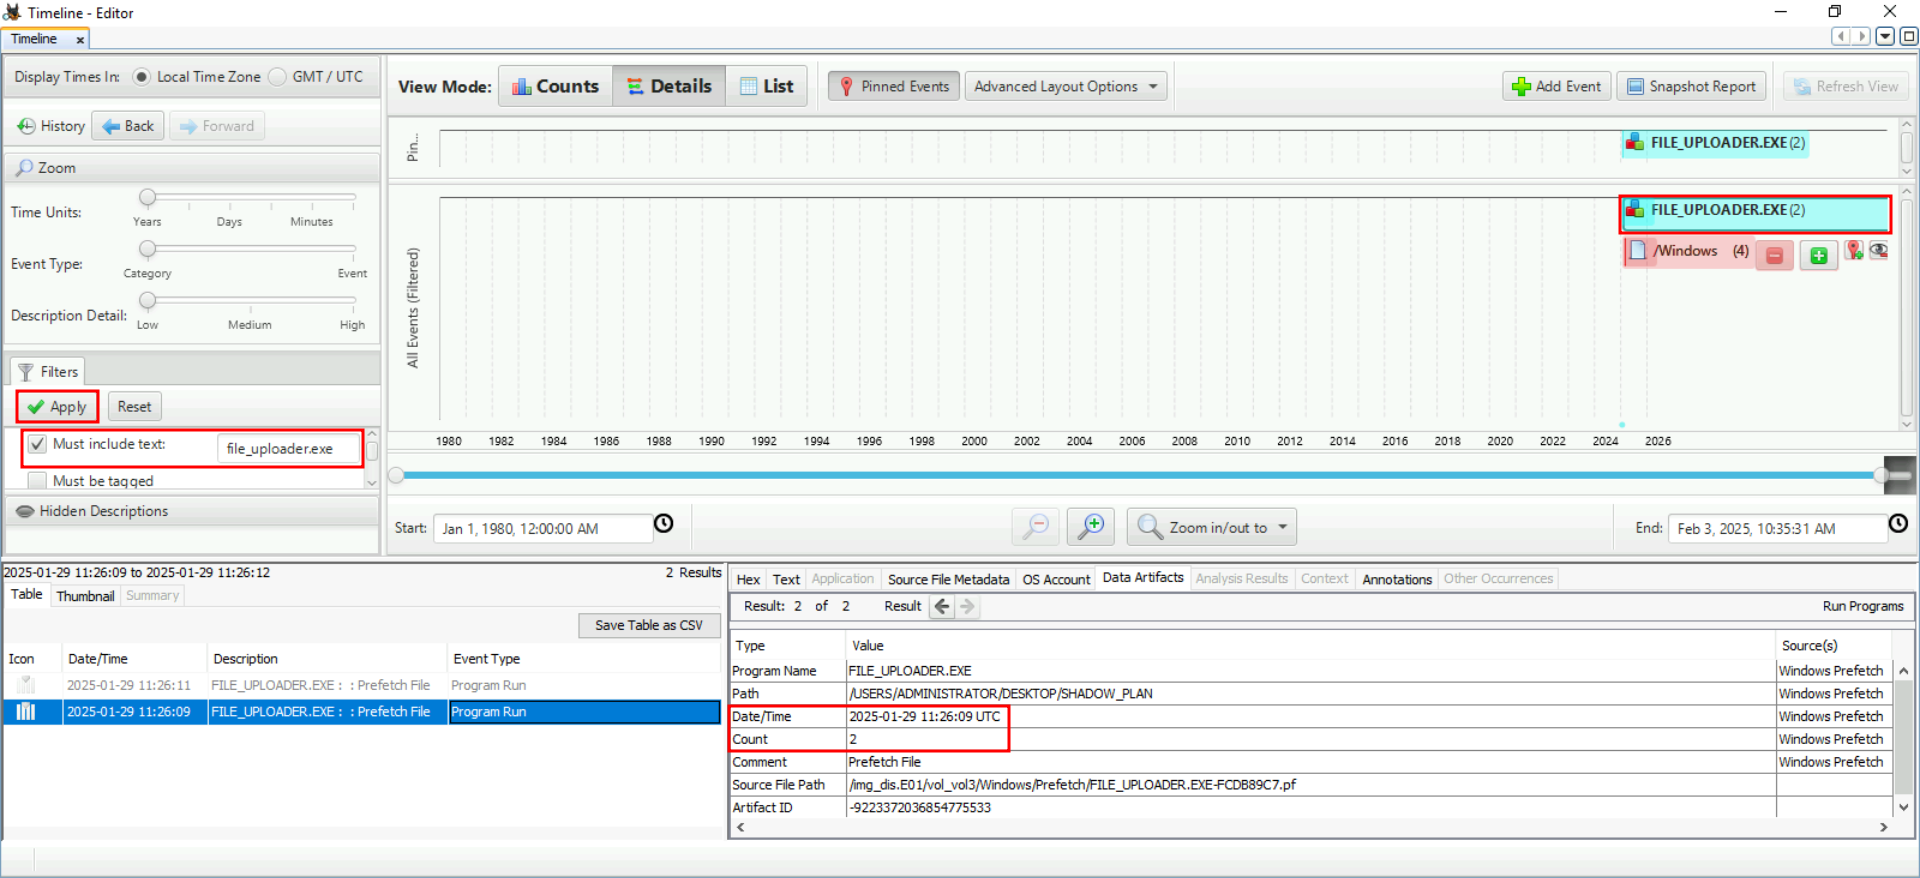 Timeline - Editor
Timeline x
Display Times In: Local Time Zone GMT / UTC
History Back Forward
Zoom
Time Units:
Years Days Minutes
Event Type:
Category Event
Description Detail:
Low Medium High
Filters
Apply Reset
Must include text: file_uploader.exe
Must be tagged
Hidden Descriptions
View Mode: Counts Details List Pinned Events Advanced Layout Options Add Event Snapshot Report Refresh View
Pin...
FILE_UPLOADER.EXE (2)
All Events (Filtered)
FILE_UPLOADER.EXE (2)
/Windows (4)
1980 1982 1984 1986 1988 1990 1992 1994 1996 1998 2000 2002 2004 2006 2008 2010 2012 2014 2016 2018 2020 2022 2024 2026
Start: Jan 1, 1980, 12:00:00 AM Zoom in/out to End: Feb 3, 2025, 10:35:31 AM
2025-01-29 11:26:09 to 2025-01-29 11:26:12 2 Results
Table Thumbnail Summary
Save Table as CSV
Icon Date/Time Description Event Type
2025-01-29 11:26:11 FILE_UPLOADER.EXE : : Prefetch File Program Run
2025-01-29 11:26:09 FILE_UPLOADER.EXE : : Prefetch File Program Run
Hex Text Application Source File Metadata OS Account Data Artifacts Analysis Results Context Annotations Other Occurrences
Result: 2 of 2 Result Run Programs
Type Value Source(s)
Program Name FILE_UPLOADER.EXE Windows Prefetch
Path /USERS/ADMINISTRATOR/DESKTOP/SHADOW_PLAN Windows Prefetch
Date/Time 2025-01-29 11:26:09 UTC Windows Prefetch
Count 2 Windows Prefetch
Comment Prefetch File Windows Prefetch
Source File Path /img_dis.E01/vol_vol3/Windows/Prefetch/FILE_UPLOADER.EXE-FCDB89C7.pf
Artifact ID -9223372036854775533